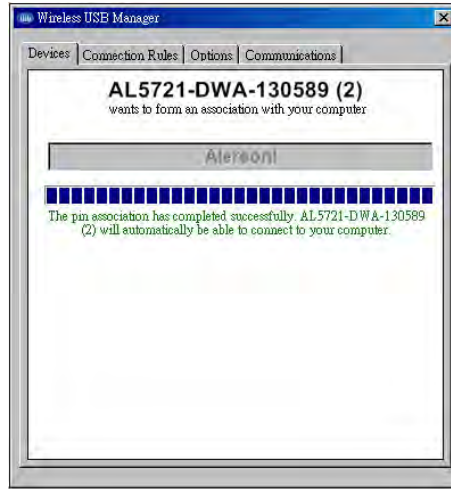 Wireless USB Manager
Devices Connection Rules Options Communications
AL5721-DWA-130589 (2)
wants to form an association with your computer
Alereon!
The pin association has completed successfully. AL5721-DWA-130589
(2) will automatically be able to connect to your computer.